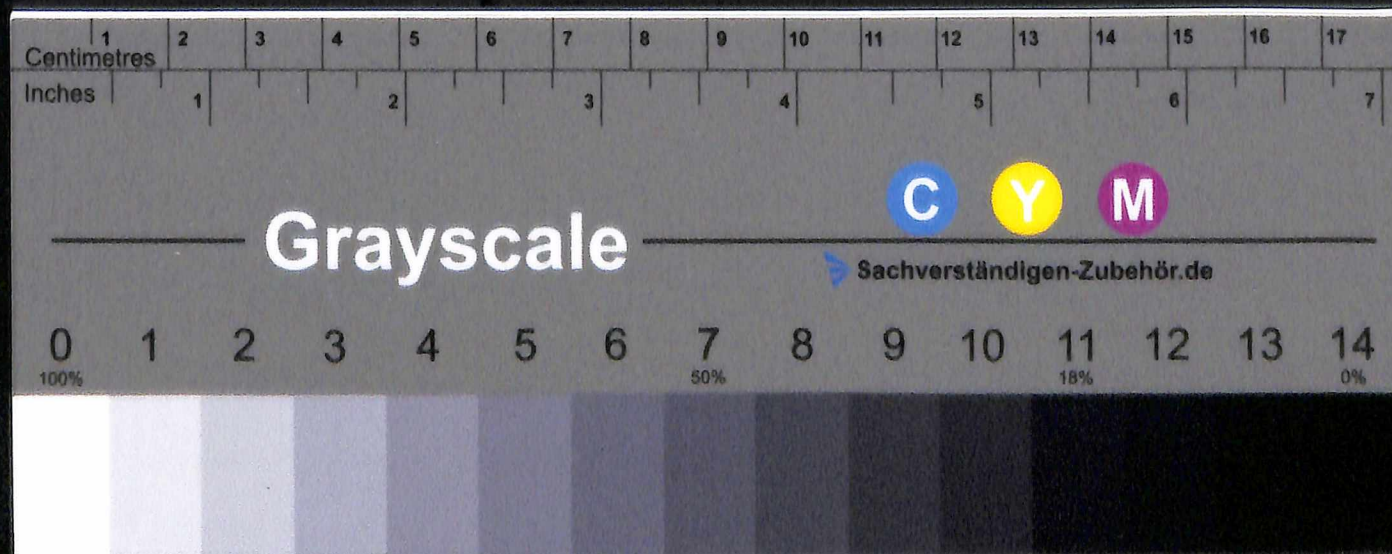 1 2 3 4 5 6 7 8 9 10 11 12 13 14 15 16 17
Centimetres
Inches
1 2 3 4 5 6 7
C Y M
Grayscale
Sachverständigen-Zubehör.de
0 1 2 3 4 5 6 7 8 9 10 11 12 13 14
100% 50% 18% 0%